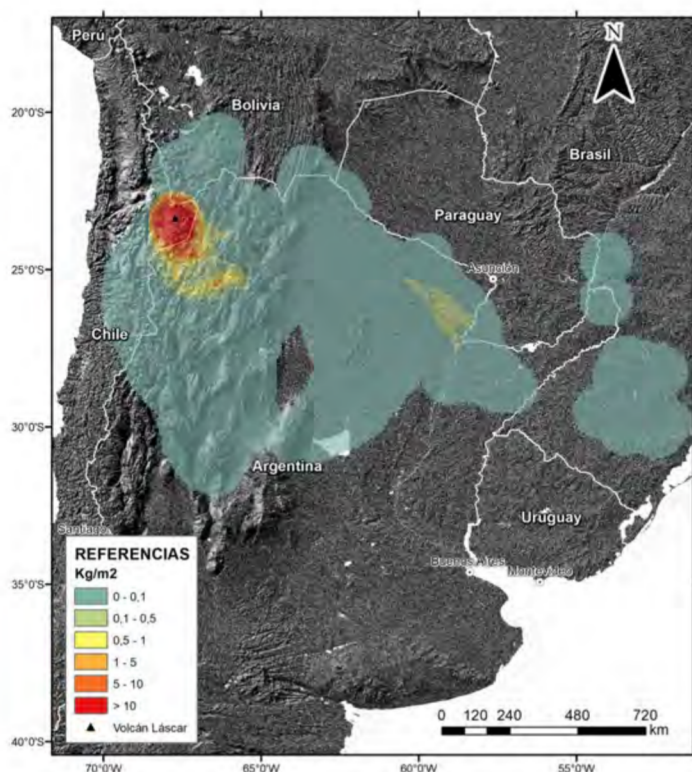 Perú
N
20°0'S
Bolivia
Brasil
Paraguay
25°0'S
Asunción
Chile
30°0'S
Argentina
Santiago
Uruguay
REFERENCIAS
Kg/m2
0 - 0,1
0,1 - 0,5
0,5 - 1
1 - 5
5 - 10
> 10
Volcán Láscar
Buenos Aires
Montevideo
35°0'S
0 120 240 480 720
km
40°0'S
70°0'W
65°0'W
60°0'W
55°0'W